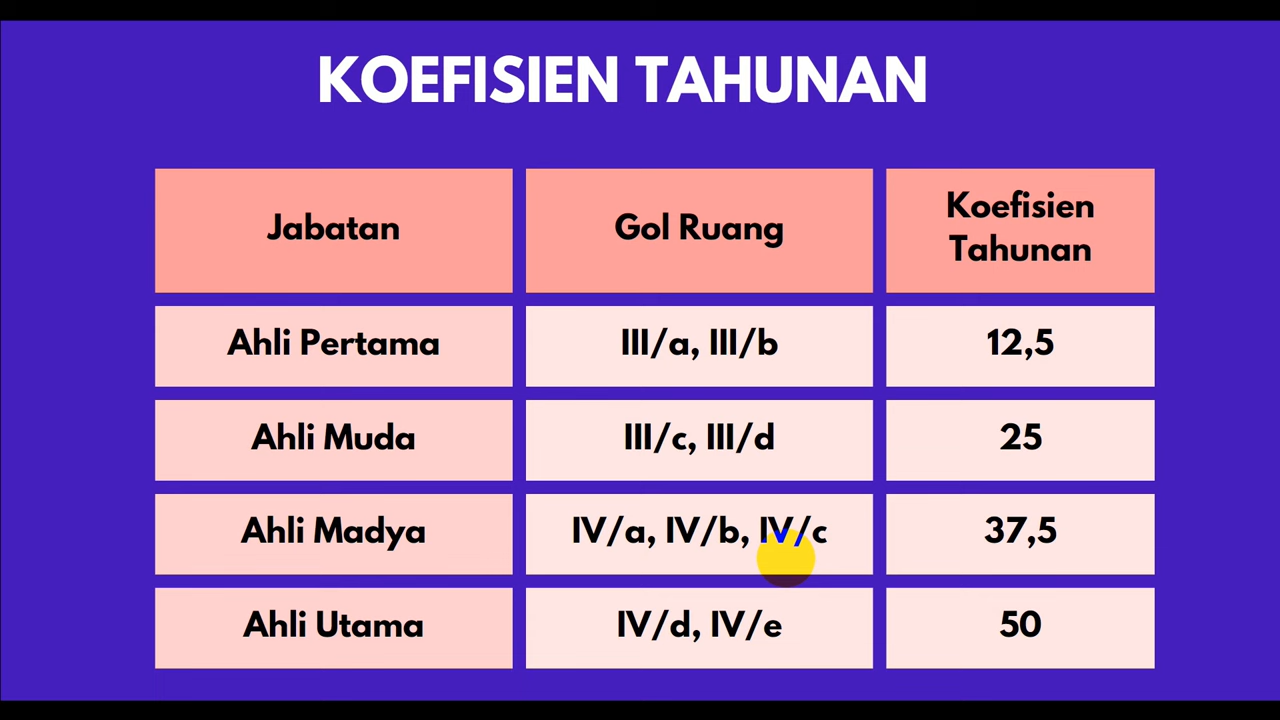 KOEFISIEN TAHUNAN
Jabatan
Gol Ruang
Koefisien
Tahunan
Ahli Pertama
III/a, III/b
12,5
Ahli Muda
III/c, III/d
25
Ahli Madya
IV/a, IV/b, IV/c
37,5
Ahli Utama
IV/d, IV/e
50